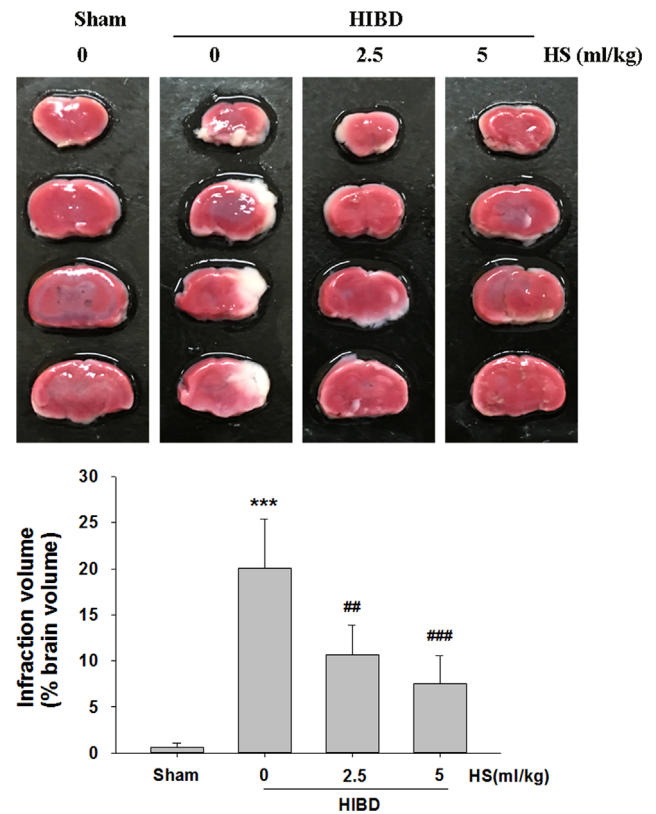 Sham HIBD
0 0 2.5 5 HS (ml/kg)
Infraction volume
(% brain volume)
30
25
20
15
10
5
0
***
##
###
Sham 0 2.5 5 HS(ml/kg)
HIBD